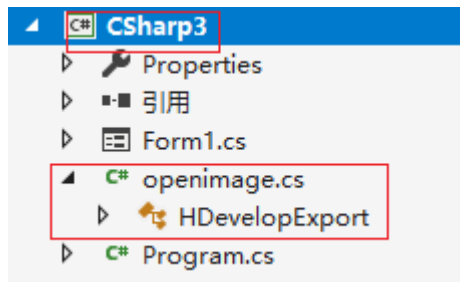 C# CSharp3
Properties
引用
Form1.cs
C# openimage.cs
HDevelopExport
C# Program.cs